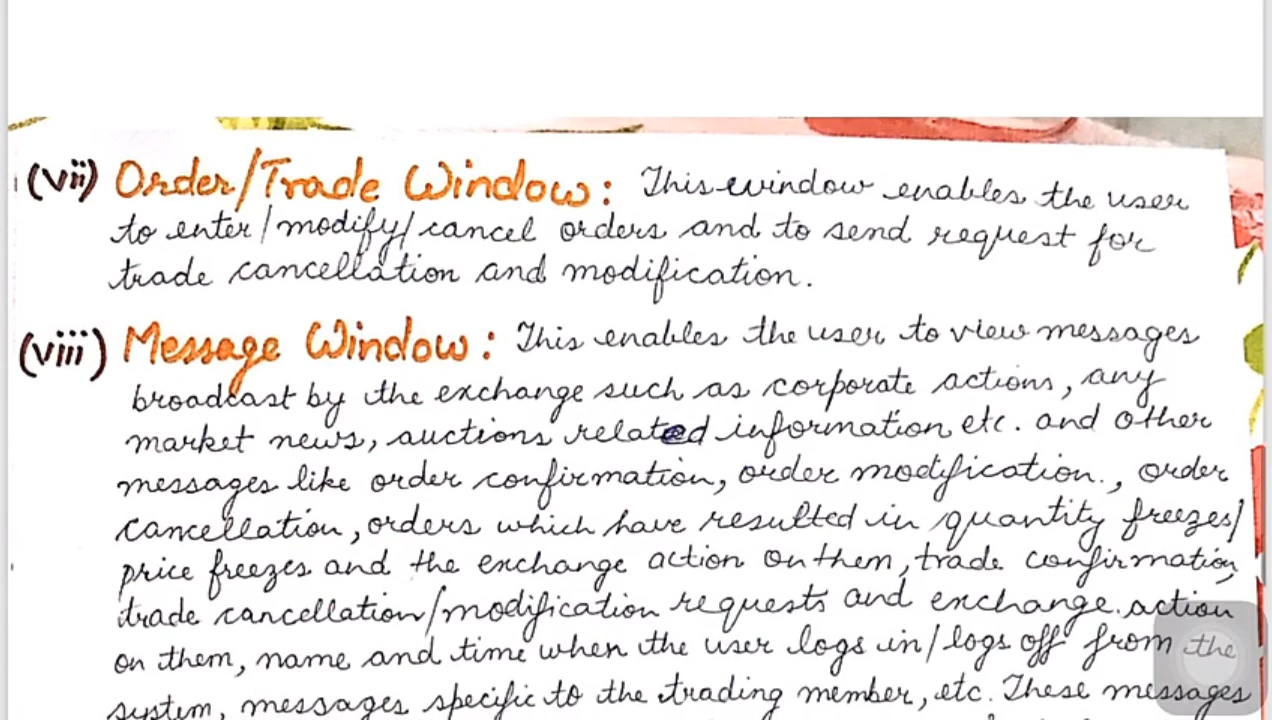 (vii) Order/Trade Window: This window enables the user
to enter/modify/cancel orders and to send request for
trade cancellation and modification.
(viii) Message Window: This enables the user to view messages
broadcast by the exchange such as corporate actions, any
market news, auctions related information etc. and other
messages like order confirmation, order modification., order
cancellation, orders which have resulted in quantity freezes/
price freezes and the exchange action on them, trade confirmation,
trade cancellation/modification requests and exchange action
on them, name and time when the user logs in/logs off from the
system, messages specific to the trading member, etc. These messages